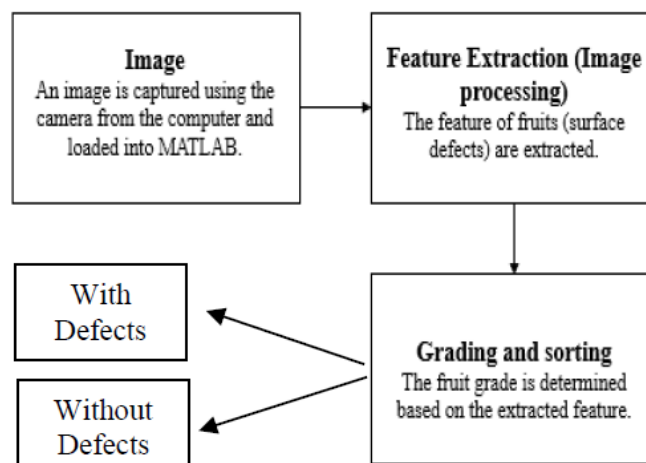 Image
An image is captured using the
camera from the computer and
loaded into MATLAB.
Feature Extraction (Image
processing)
The feature of fruits (surface
defects) are extracted.
Grading and sorting
The fruit grade is determined
based on the extracted feature.
With
Defects
Without
Defects